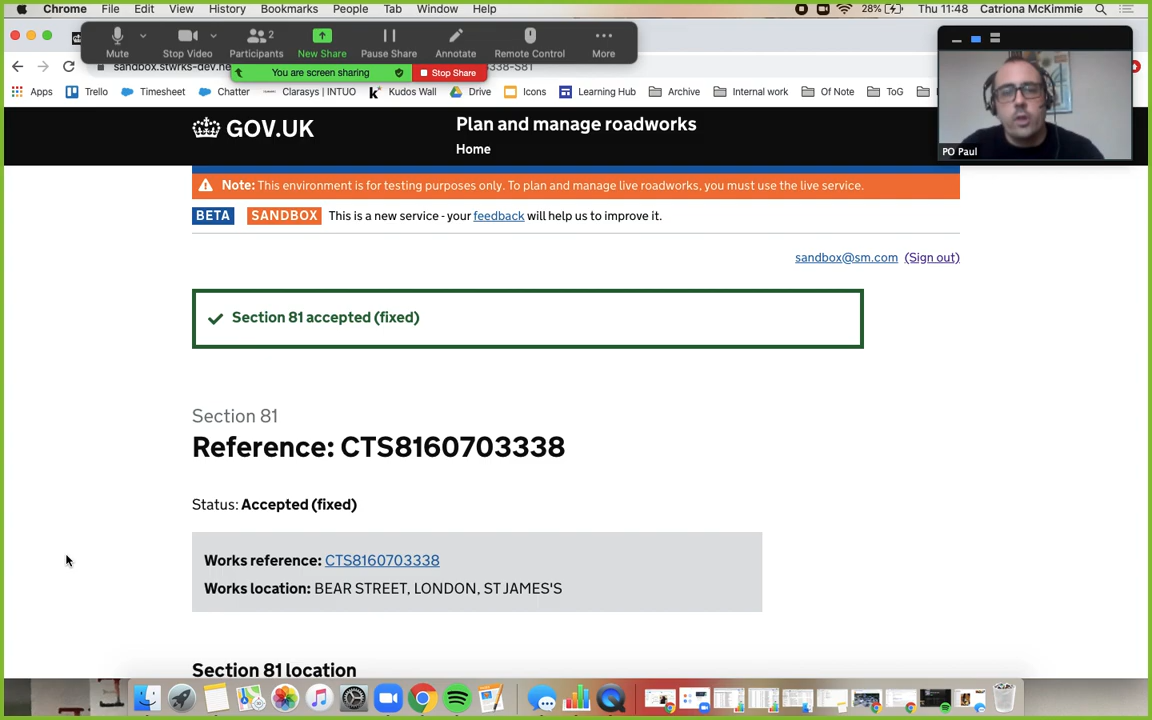 Chrome File Edit View History Bookmarks People Tab Window Help 28% Thu 11:48 Catriona McKimmie
Mute Stop Video Participants 2 New Share Pause Share Annotate Remote Control More
sandbox.stwrks-dev.ne
You are screen sharing Stop Share 338-S81
Apps Trello Timesheet Chatter Clarasys | INTUO Kudos Wall Drive Icons Learning Hub Archive Internal work Of Note ToG
PO Paul
GOV.UK
Plan and manage roadworks
Home
Note: This environment is for testing purposes only. To plan and manage live roadworks, you must use the live service.
BETA SANDBOX This is a new service - your feedback will help us to improve it.
sandbox@sm.com (Sign out)
Section 81 accepted (fixed)
Section 81
Reference: CTS8160703338
Status: Accepted (fixed)
Works reference: CTS8160703338
Works location: BEAR STREET, LONDON, ST JAMES'S
Section 81 location